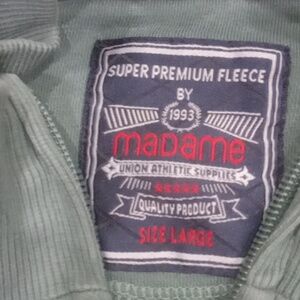 SUPER PREMIUM FLEECE
BY
1993
madame
UNION ATHLETIC SUPPLIES
QUALITY PRODUCT
SIZE LARGE